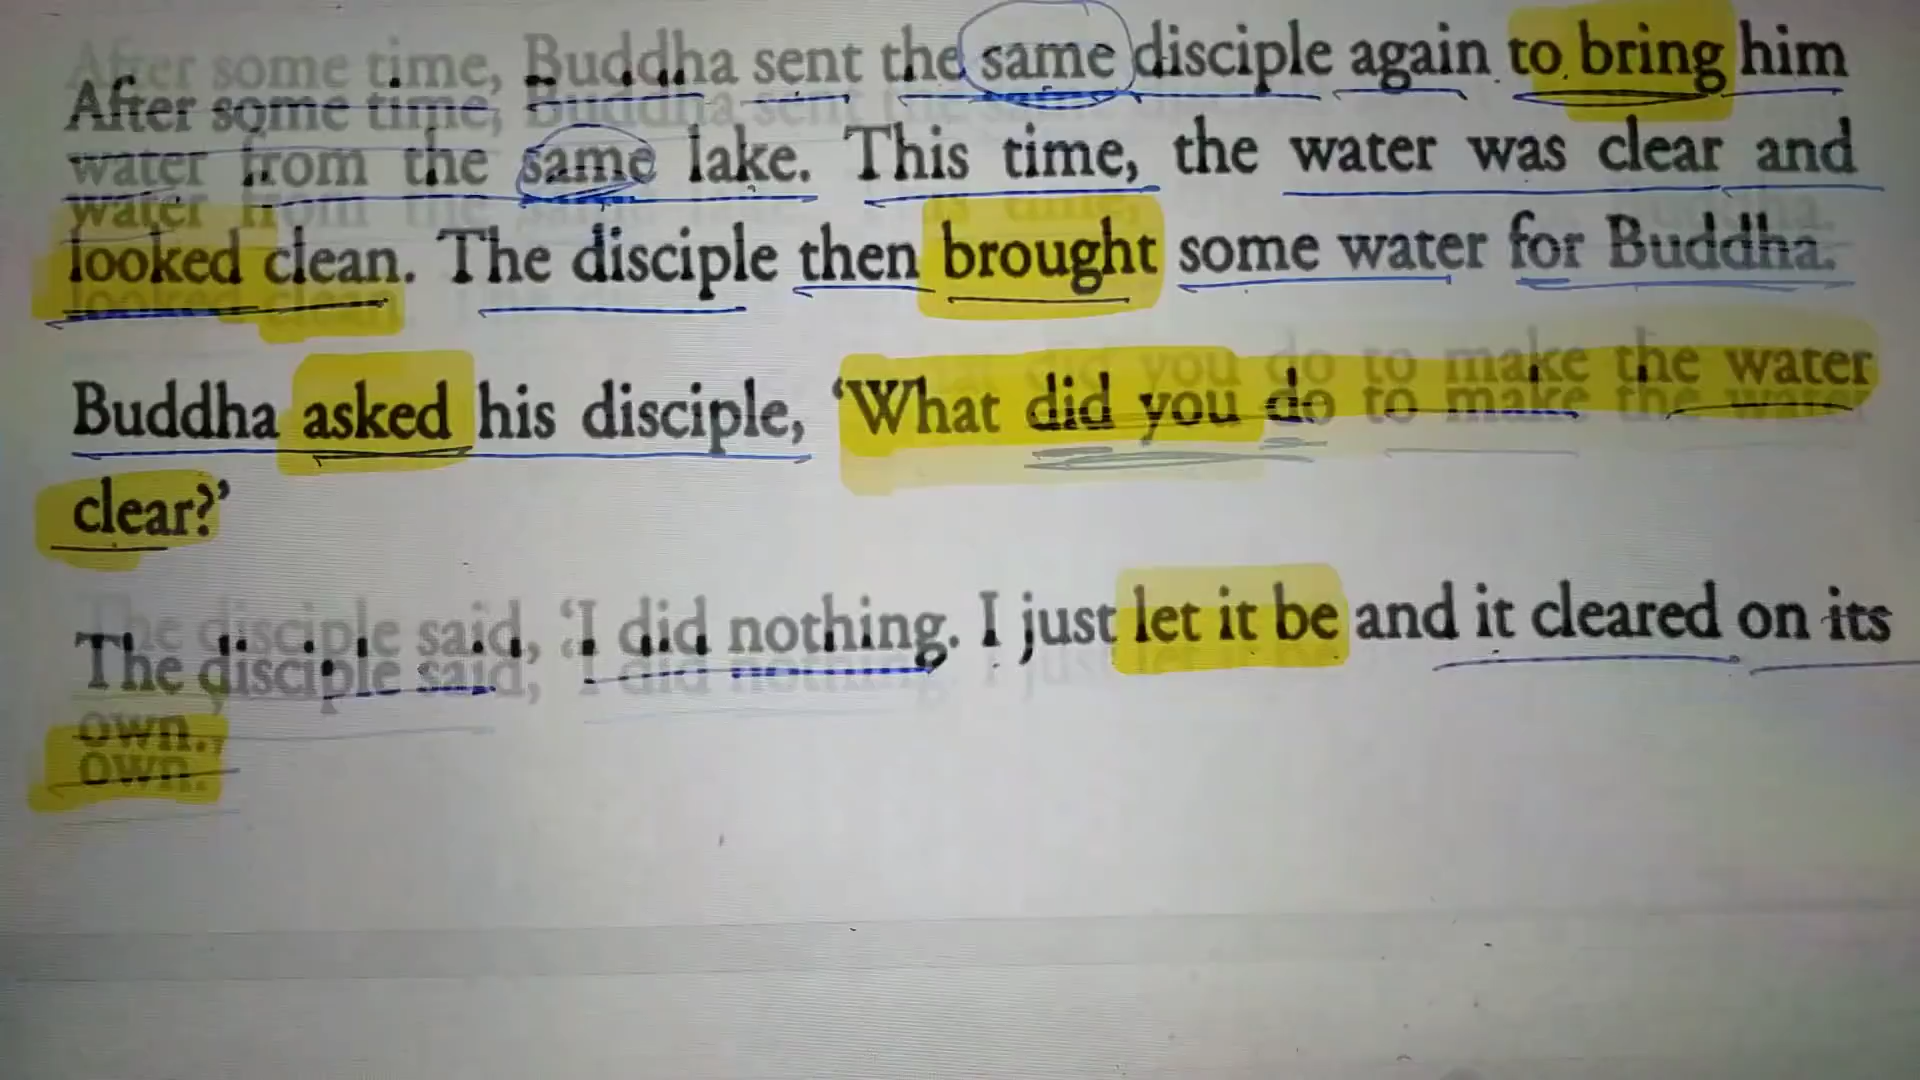 After some time, Buddha sent the same disciple again to bring him
water from the same lake. This time, the water was clear and
looked clean. The disciple then brought some water for Buddha.
Buddha asked his disciple, ‘What did you do to make the water
clear?’
The disciple said, ‘I did nothing. I just let it be and it cleared on its
own.